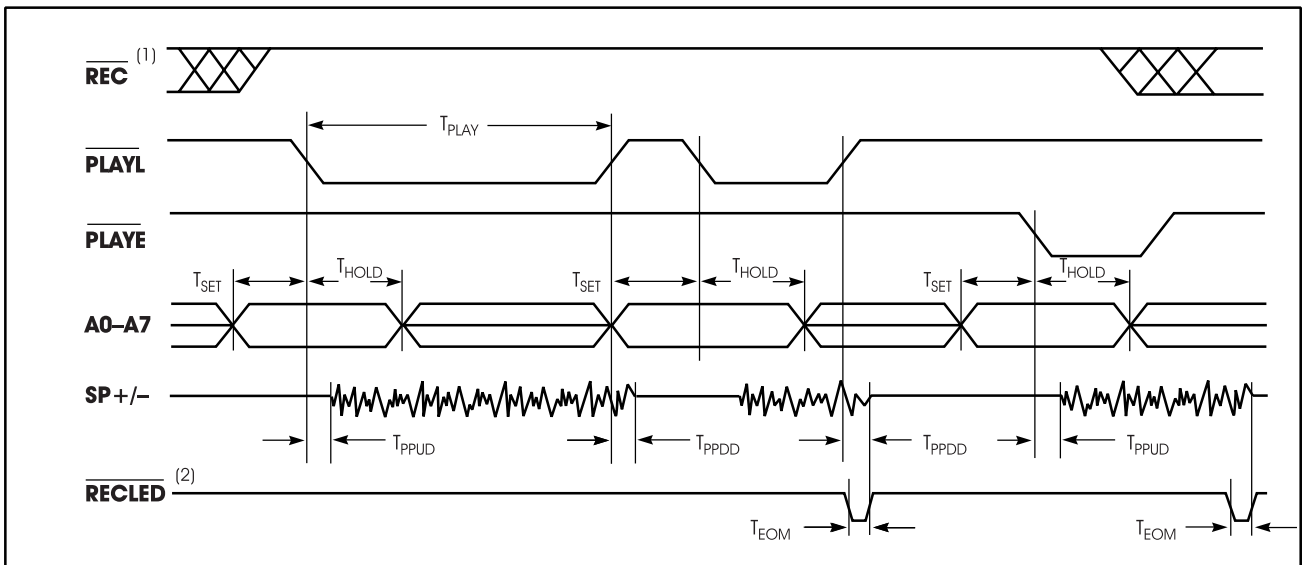 REC (1)
TPLAY
PLAYL
PLAYE
TSET THOLD TSET THOLD TSET THOLD
A0–A7
SP+/–
TPPUD TPPDD TPPDD TPPUD
RECLED (2)
TEOM TEOM